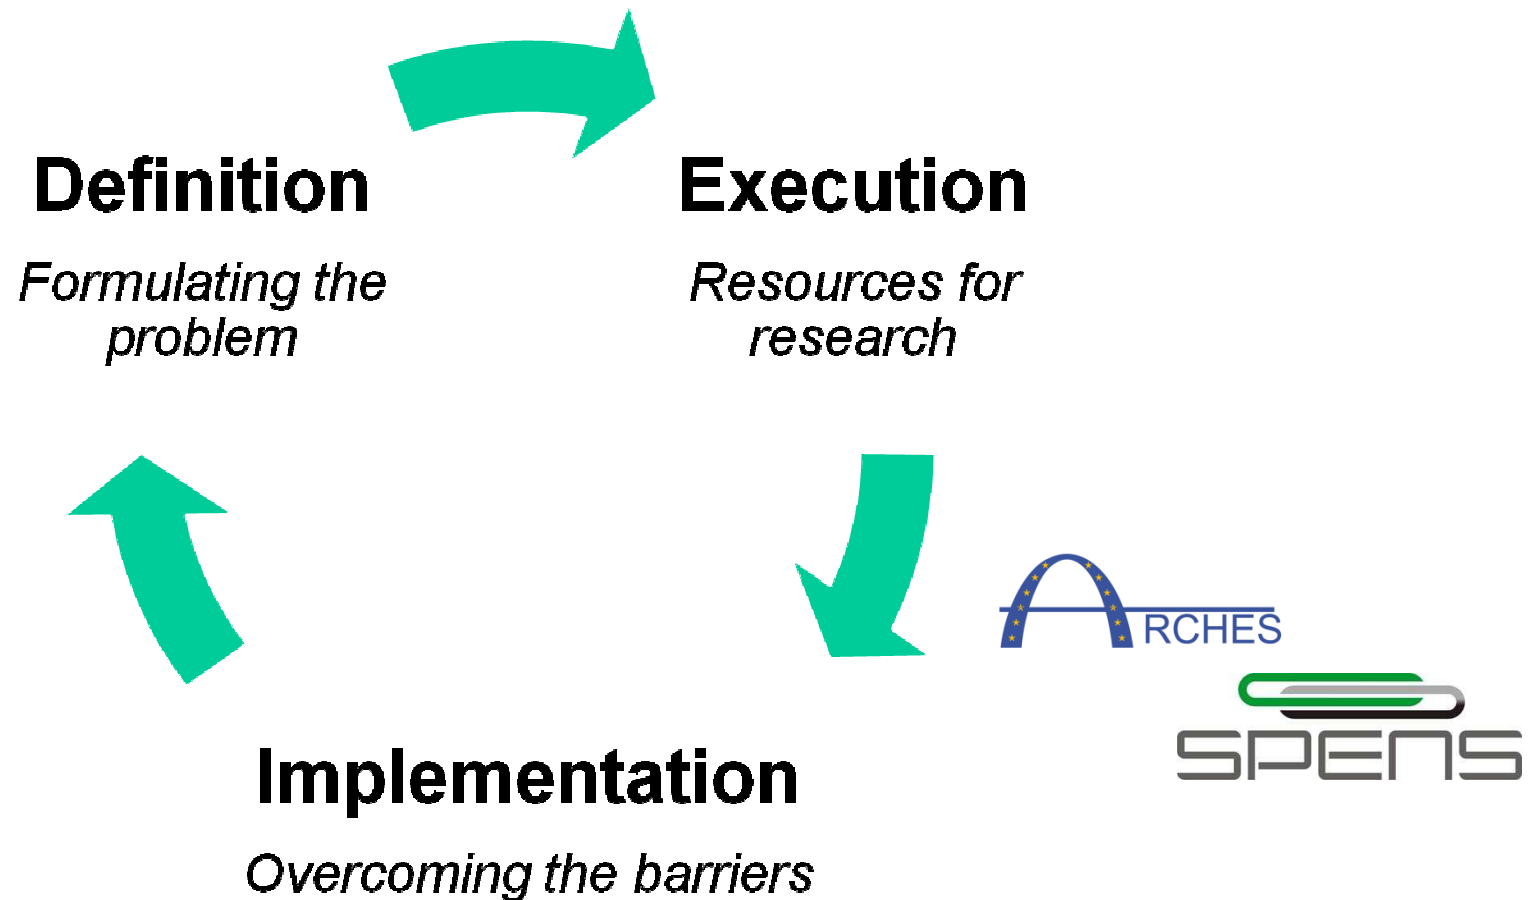 Definition
Formulating the
problem
Execution
Resources for
research
ARCHES
SPENS
Implementation
Overcoming the barriers